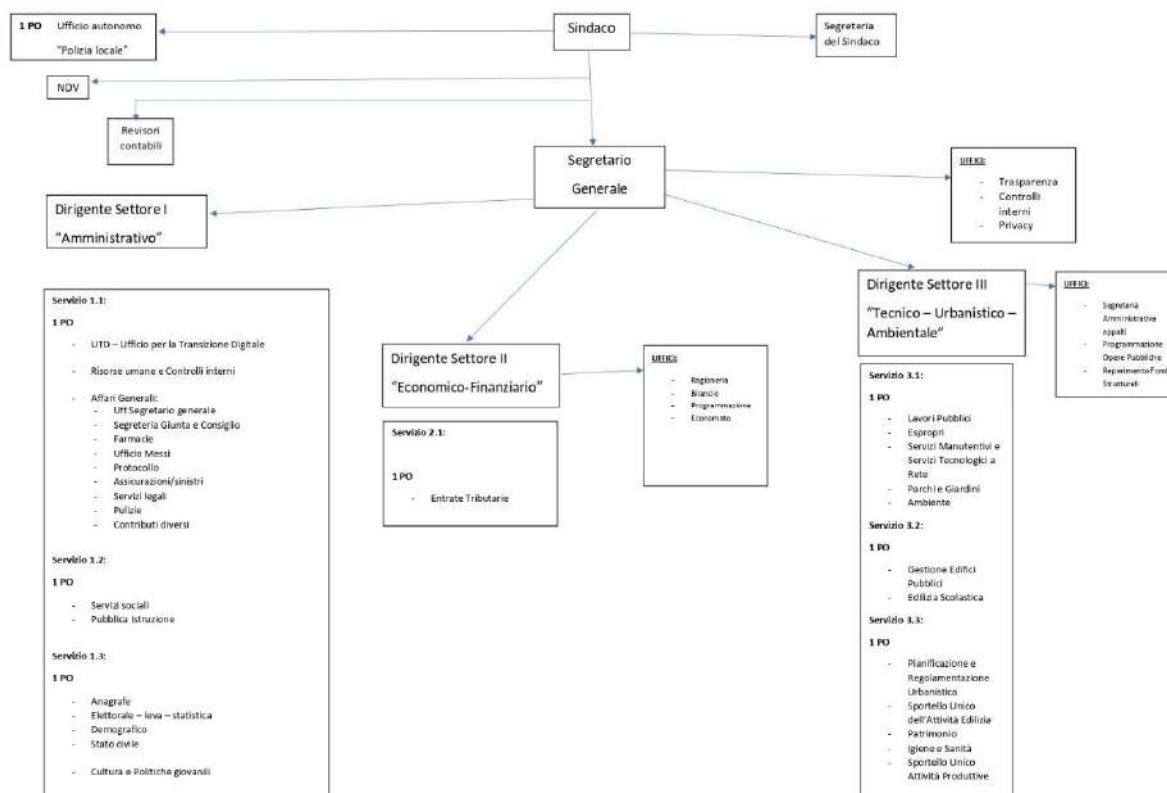 1 PO Ufficio autonomo
"Polizia locale"
Sindaco
Segreteria
del Sindaco
NDV
Revisori
contabili
Segretario
Generale
UFFICI:
- Trasparenza
- Controlli
interni
- Privacy
Dirigente Settore I
"Amministrativo"
Servizio 1.1:
1 PO
- UTD – Ufficio per la Transizione Digitale
- Risorse umane e Controlli interni
- Affari Generali:
- Uff Segretario generale
- Segreteria Giunta e Consiglio
- Farmacie
- Ufficio Messi
- Protocollo
- Assicurazioni/sinistri
- Servizi legali
- Pulizie
- Contributi diversi
Servizio 1.2:
1 PO
- Servizi sociali
- Pubblica Istruzione
Servizio 1.3:
1 PO
- Anagrafe
- Elettorale – leva – statistica
- Demografico
- Stato civile
- Cultura e Politiche giovanili
Dirigente Settore II
"Economico-Finanziario"
UFFICI:
- Ragioneria
- Bilancio
- Programmazione
- Economato
Servizio 2.1:
1 PO
- Entrate Tributarie
Dirigente Settore III
"Tecnico – Urbanistico –
Ambientale"
UFFICI:
- Segreteria
Amministrativa
appalti
- Programmazione
Opere Pubbliche
- Reperimento Fondi
Strutturali
Servizio 3.1:
1 PO
- Lavori Pubblici
- Espropri
- Servizi Manutentivi e
Servizi Tecnologici a
Rete
- Parchi e Giardini
- Ambiente
Servizio 3.2:
1 PO
- Gestione Edifici
Pubblici
- Edilizia Scolastica
Servizio 3.3:
1 PO
- Pianificazione e
Regolamentazione
Urbanistica
- Sportello Unico
dell'Attività Edilizia
- Patrimonio
- Igiene e Sanità
- Sportello Unico
Attività Produttive